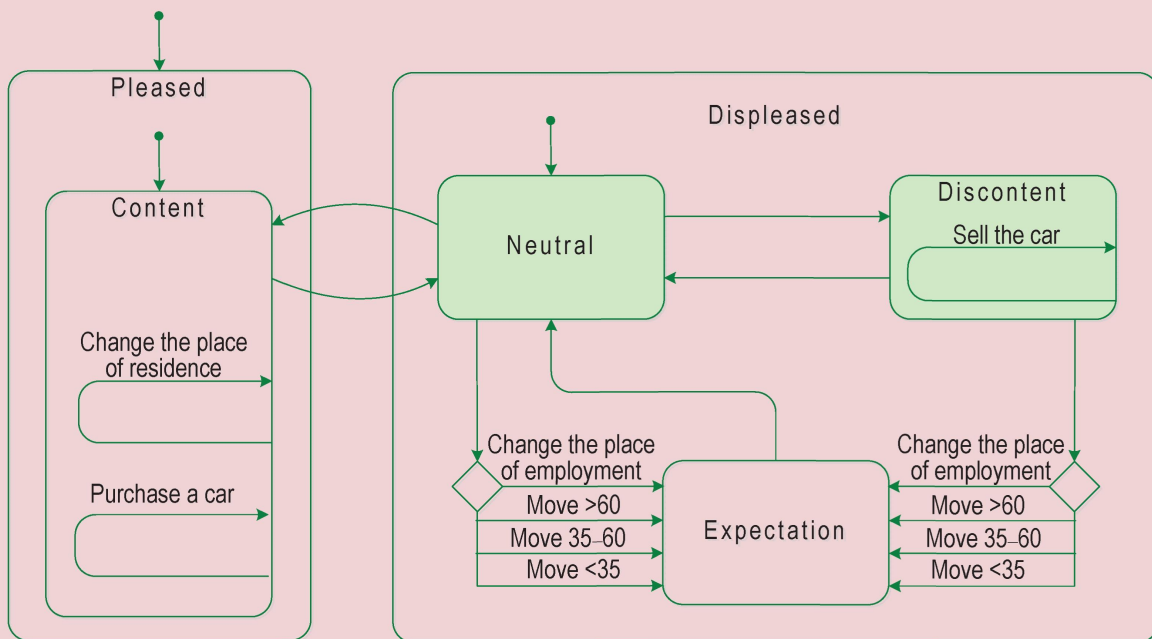 Pleased
Content
Change the place
of residence
Purchase a car
Displeased
Neutral
Discontent
Sell the car
Change the place
of employment
Move >60
Move 35–60
Move <35
Expectation
Change the place
of employment
Move >60
Move 35–60
Move <35